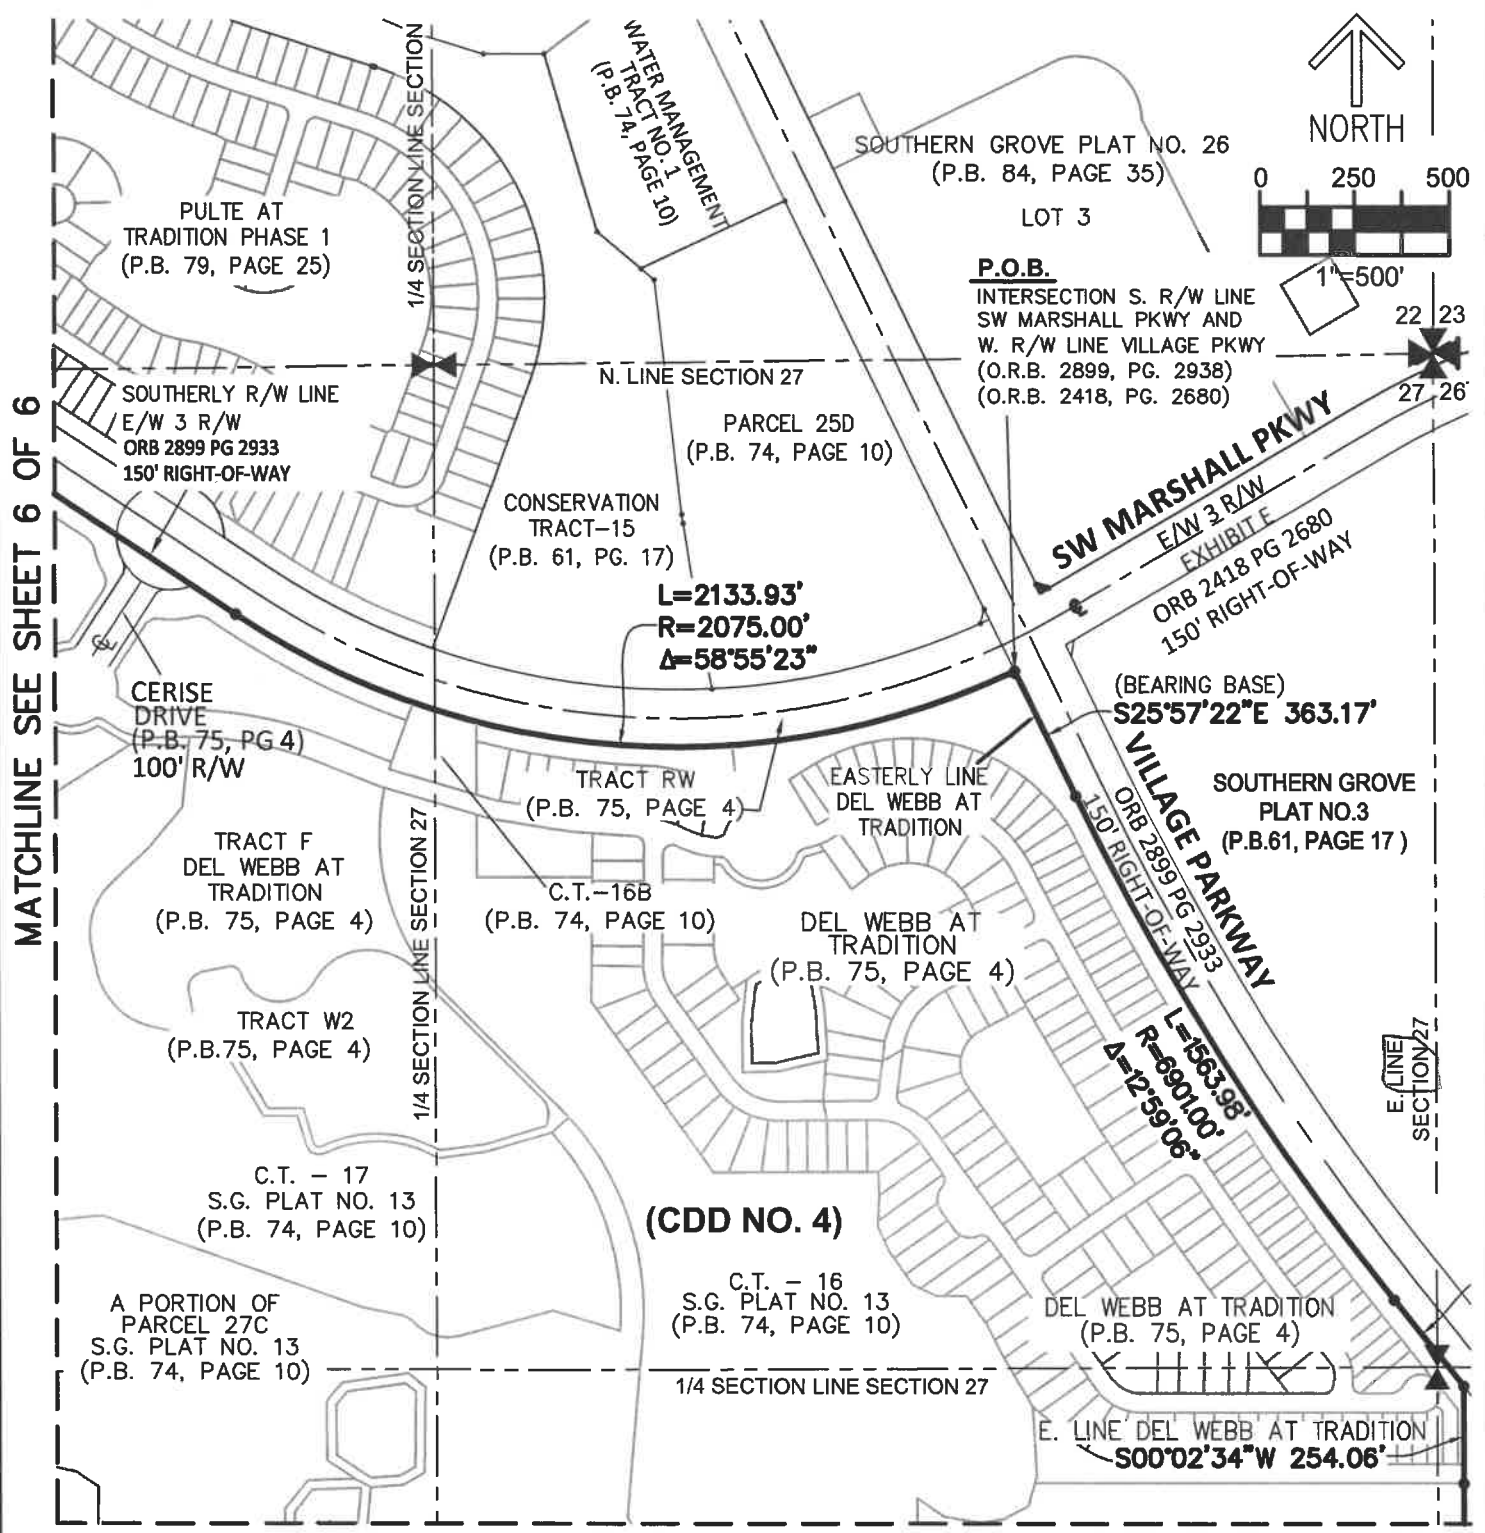 MATCHLINE SEE SHEET 6 OF 6
1/4 SECTION LINE SECTION
WATER MANAGEMENT
TRACT NO. 1
(P.B. 74, PAGE 10)
NORTH
0 250 500
1"=500'
SOUTHERN GROVE PLAT NO. 26
(P.B. 84, PAGE 35)
LOT 3
PULTE AT
TRADITION PHASE 1
(P.B. 79, PAGE 25)
P.O.B.
INTERSECTION S. R/W LINE
SW MARSHALL PKWY AND
W. R/W LINE VILLAGE PKWY
(O.R.B. 2899, PG. 2938)
(O.R.B. 2418, PG. 2680)
22 23
27 26
N. LINE SECTION 27
SOUTHERLY R/W LINE
E/W 3 R/W
ORB 2899 PG 2933
150' RIGHT-OF-WAY
PARCEL 25D
(P.B. 74, PAGE 10)
SW MARSHALL PKWY
E/W 3 R/W
EXHIBIT E
ORB 2418 PG 2680
150' RIGHT-OF-WAY
CONSERVATION
TRACT-15
(P.B. 61, PG. 17)
L=2133.93'
R=2075.00'
Δ=58°55'23"
CERISE
DRIVE
(P.B. 75, PG 4)
100' R/W
(BEARING BASE)
S25°57'22"E 363.17'
VILLAGE PARKWAY
ORB 2899 PG 2933
150' RIGHT-OF-WAY
SOUTHERN GROVE
PLAT NO.3
(P.B.61, PAGE 17 )
TRACT RW
(P.B. 75, PAGE 4)
EASTERLY LINE
DEL WEBB AT
TRADITION
TRACT F
DEL WEBB AT
TRADITION
(P.B. 75, PAGE 4)
1/4 SECTION LINE SECTION 27
C.T.-16B
(P.B. 74, PAGE 10)
DEL WEBB AT
TRADITION
(P.B. 75, PAGE 4)
TRACT W2
(P.B.75, PAGE 4)
L=1563.98'
R=6901.00'
Δ=12°59'06"
E. LINE
SECTION 27
C.T. - 17
S.G. PLAT NO. 13
(P.B. 74, PAGE 10)
(CDD NO. 4)
C.T. - 16
S.G. PLAT NO. 13
(P.B. 74, PAGE 10)
A PORTION OF
PARCEL 27C
S.G. PLAT NO. 13
(P.B. 74, PAGE 10)
DEL WEBB AT TRADITION
(P.B. 75, PAGE 4)
1/4 SECTION LINE SECTION 27
E. LINE DEL WEBB AT TRADITION
S00°02'34"W 254.06'